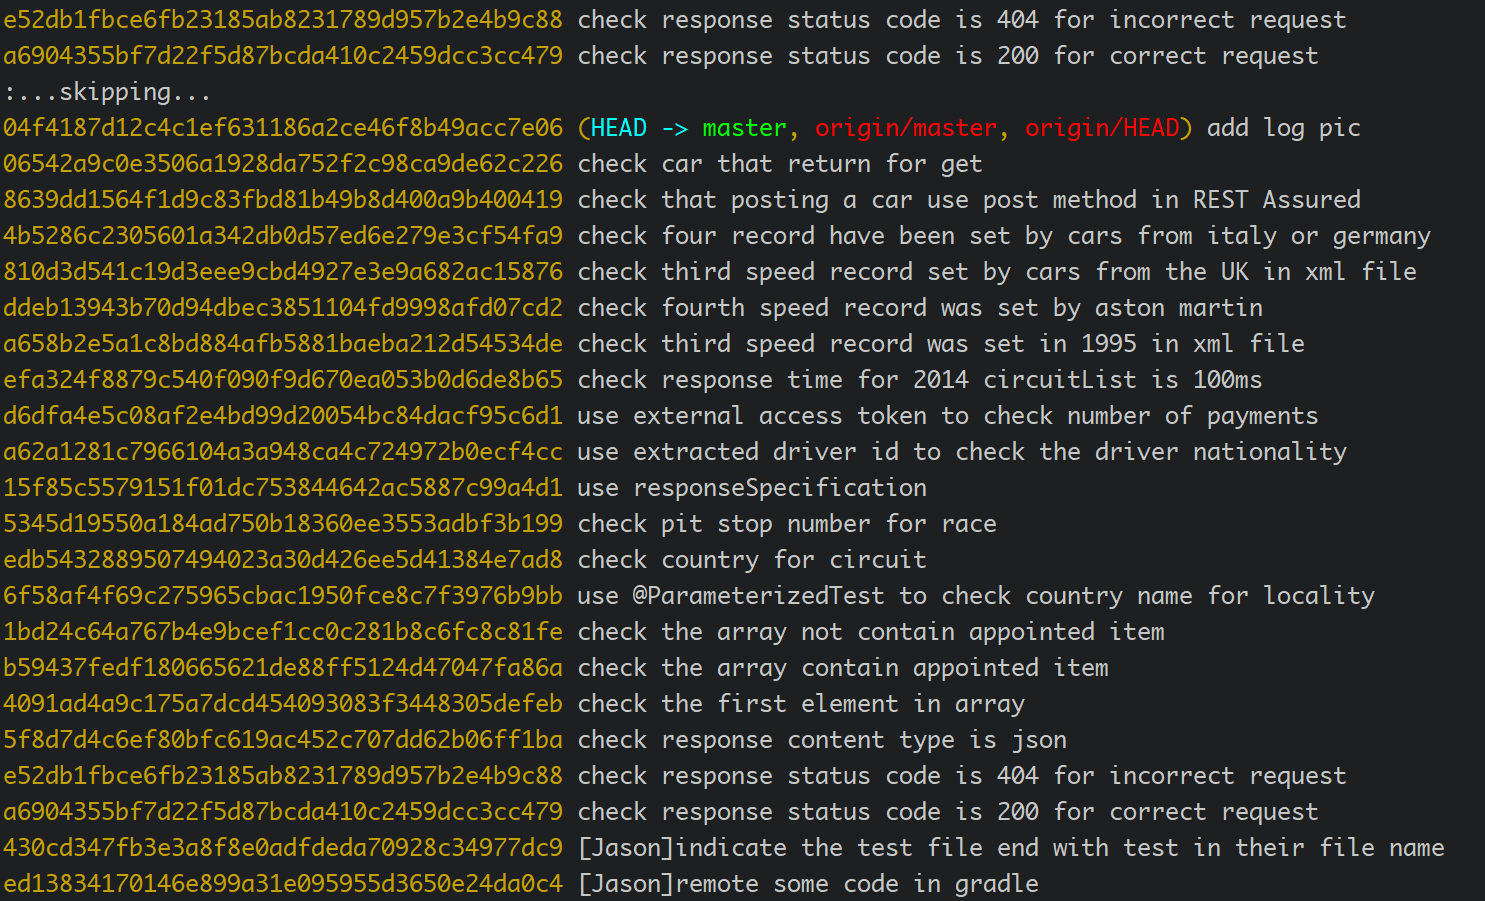 e52db1fbce6fb23185ab8231789d957b2e4b9c88 check response status code is 404 for incorrect request
a6904355bf7d22f5d87bcda410c2459dcc3cc479 check response status code is 200 for correct request
:...skipping...
04f4187d12c4c1ef631186a2ce46f8b49acc7e06 (HEAD -> master, origin/master, origin/HEAD) add log pic
06542a9c0e3506a1928da752f2c98ca9de62c226 check car that return for get
8639dd1564f1d9c83fbd81b49b8d400a9b400419 check that posting a car use post method in REST Assured
4b5286c2305601a342db0d57ed6e279e3cf54fa9 check four record have been set by cars from italy or germany
810d3d541c19d3eee9cbd4927e3e9a682ac15876 check third speed record set by cars from the UK in xml file
ddeb13943b70d94dbec3851104fd9998afd07cd2 check fourth speed record was set by aston martin
a658b2e5a1c8bd884afb5881baeba212d54534de check third speed record was set in 1995 in xml file
efa324f8879c540f090f9d670ea053b0d6de8b65 check response time for 2014 circuitList is 100ms
d6dfa4e5c08af2e4bd99d20054bc84dacf95c6d1 use external access token to check number of payments
a62a1281c7966104a3a948ca4c724972b0ecf4cc use extracted driver id to check the driver nationality
15f85c5579151f01dc753844642ac5887c99a4d1 use responseSpecification
5345d19550a184ad750b18360ee3553adbf3b199 check pit stop number for race
edb5432889507494023a30d426ee5d41384e7ad8 check country for circuit
6f58af4f69c275965cbac1950fce8c7f3976b9bb use @ParameterizedTest to check country name for locality
1bd24c64a767b4e9bcef1cc0c281b8c6fc8c81fe check the array not contain appointed item
b59437fedf180665621de88ff5124d47047fa86a check the array contain appointed item
4091ad4a9c175a7dcd454093083f3448305defeb check the first element in array
5f8d7d4c6ef80bfc619ac452c707dd62b06ff1ba check response content type is json
e52db1fbce6fb23185ab8231789d957b2e4b9c88 check response status code is 404 for incorrect request
a6904355bf7d22f5d87bcda410c2459dcc3cc479 check response status code is 200 for correct request
430cd347fb3e3a8f8e0adfdeda70928c34977dc9 [Jason]indicate the test file end with test in their file name
ed13834170146e899a31e095955d3650e24da0c4 [Jason]remote some code in gradle